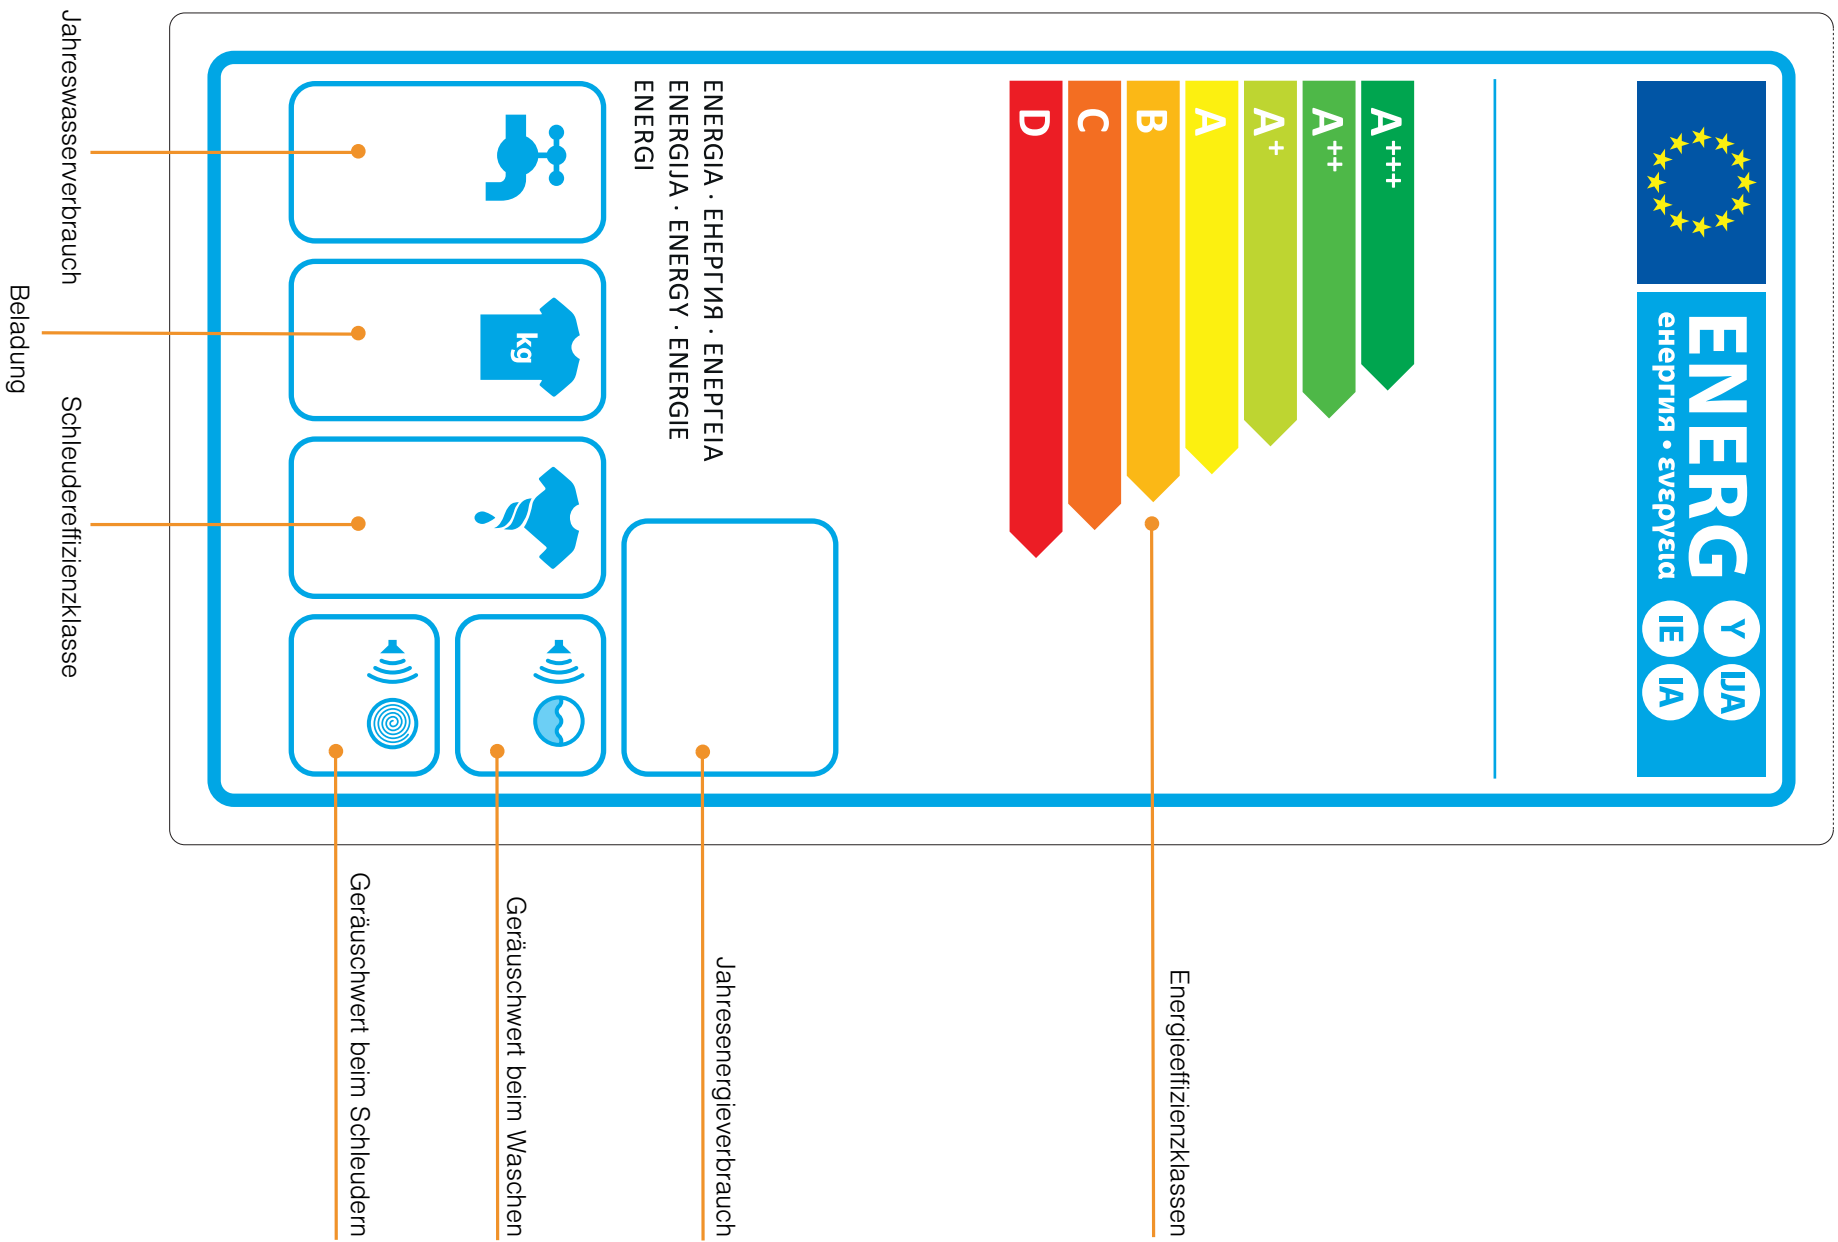 ENERG
енергия · ενεργεια
Y
IJA
IE
IA
A+++
A++
A+
A
B
C
D
Energieeffizienzklassen
ENERGIA · ЕНЕРГИЯ · ΕΝΕΡΓΕΙΑ
ENERGIJA · ENERGY · ENERGIE
ENERGI
Jahresenergieverbrauch
kg
Geräuschwert beim Waschen
Geräuschwert beim Schleudern
Jahreswasserverbrauch
Beladung
Schleudereffizienzklasse